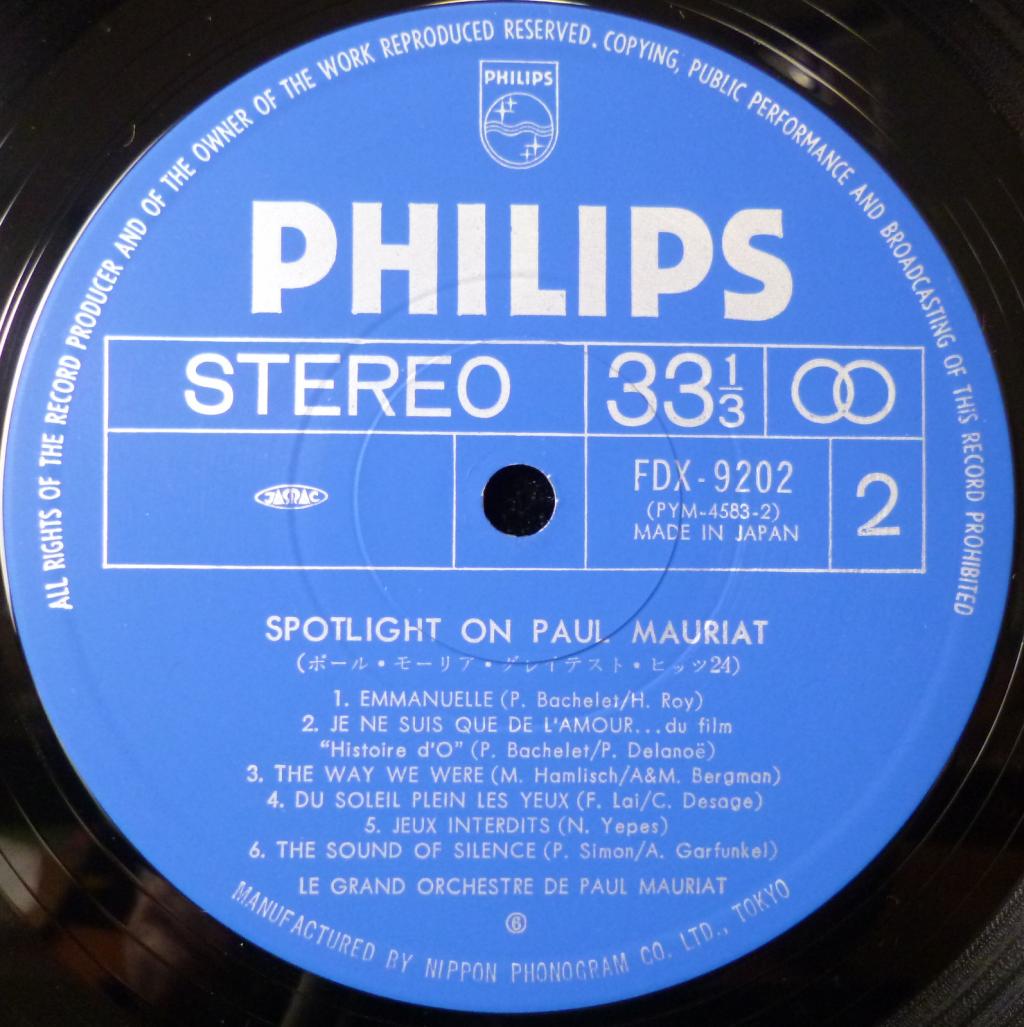 ALL RIGHTS OF THE RECORD PRODUCER AND OF THE OWNER OF THE WORK REPRODUCED RESERVED. COPYING, PUBLIC PERFORMANCE AND BROADCASTING OF THIS RECORD PROHIBITED
PHILIPS
PHILIPS
STEREO 33 1/3
JASRAC
FDX-9202
(PYM-4583-2)
MADE IN JAPAN
2
SPOTLIGHT ON PAUL MAURIAT
(ポール・モーリア・グレイテスト・ヒッツ24)
1. EMMANUELLE (P. Bachelet/H. Roy)
2. JE NE SUIS QUE DE L'AMOUR...du film
"Histoire d'O" (P. Bachelet/P. Delanoë)
3. THE WAY WE WERE (M. Hamlisch/A&M. Bergman)
4. DU SOLEIL PLEIN LES YEUX (F. Lai/C. Desage)
5. JEUX INTERDITS (N. Yepes)
6. THE SOUND OF SILENCE (P. Simon/A. Garfunkel)
LE GRAND ORCHESTRE DE PAUL MAURIAT
⑥
MANUFACTURED BY NIPPON PHONOGRAM CO. LTD., TOKYO